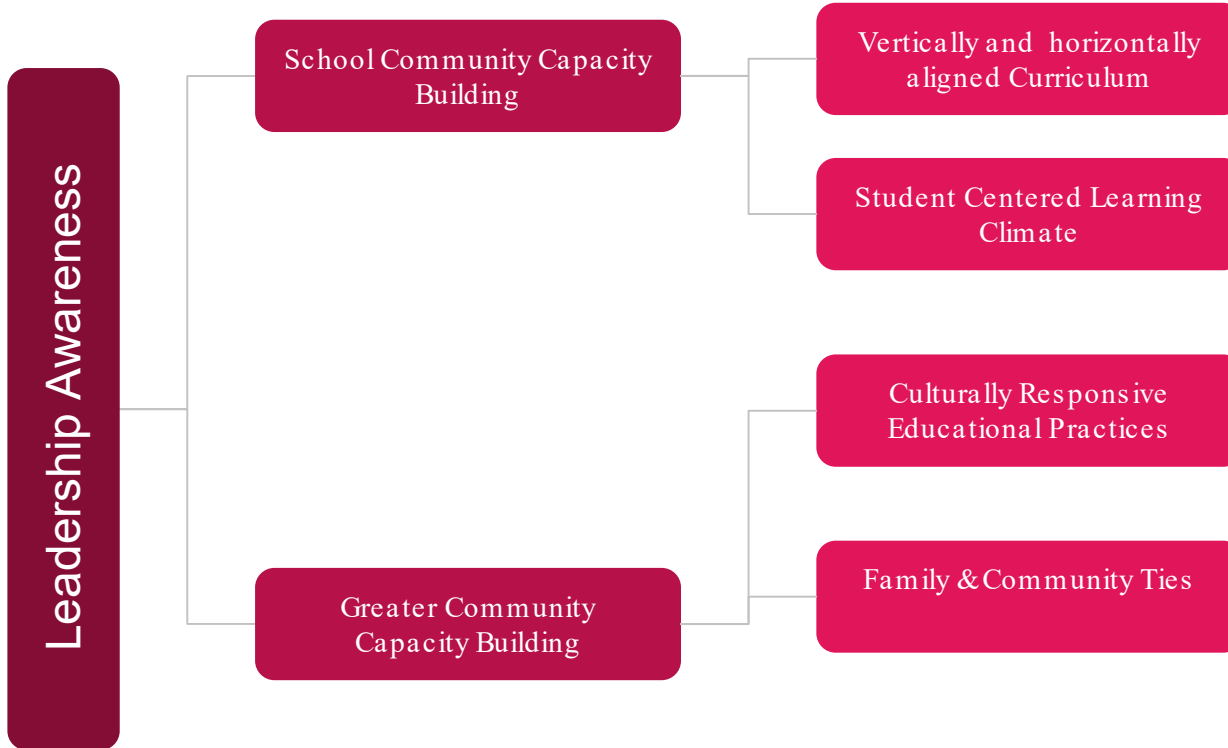 Leadership Awareness
School Community Capacity
Building
Vertically and horizontally
aligned Curriculum
Student Centered Learning
Climate
Greater Community
Capacity Building
Culturally Responsive
Educational Practices
Family & Community Ties